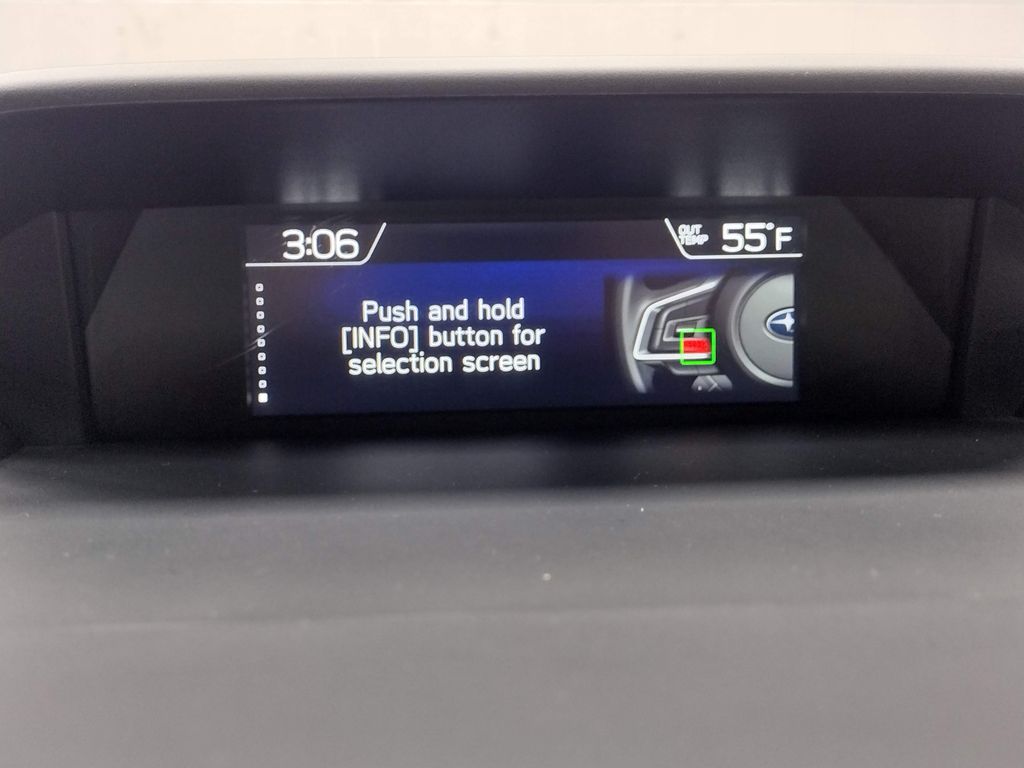 3:06
OUT
TEMP
55°F
Push and hold
[INFO] button for
selection screen